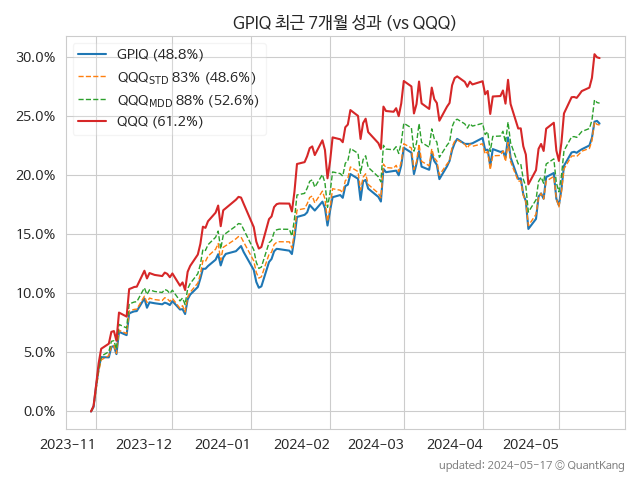 GPIQ 최근 7개월 성과 (vs QQQ)
GPIQ (48.8%)
QQQSTD 83% (48.6%)
QQQMDD 88% (52.6%)
QQQ (61.2%)
30.0%
25.0%
20.0%
15.0%
10.0%
5.0%
0.0%
2023-11 2023-12 2024-01 2024-02 2024-03 2024-04 2024-05
updated: 2024-05-17 © QuantKang